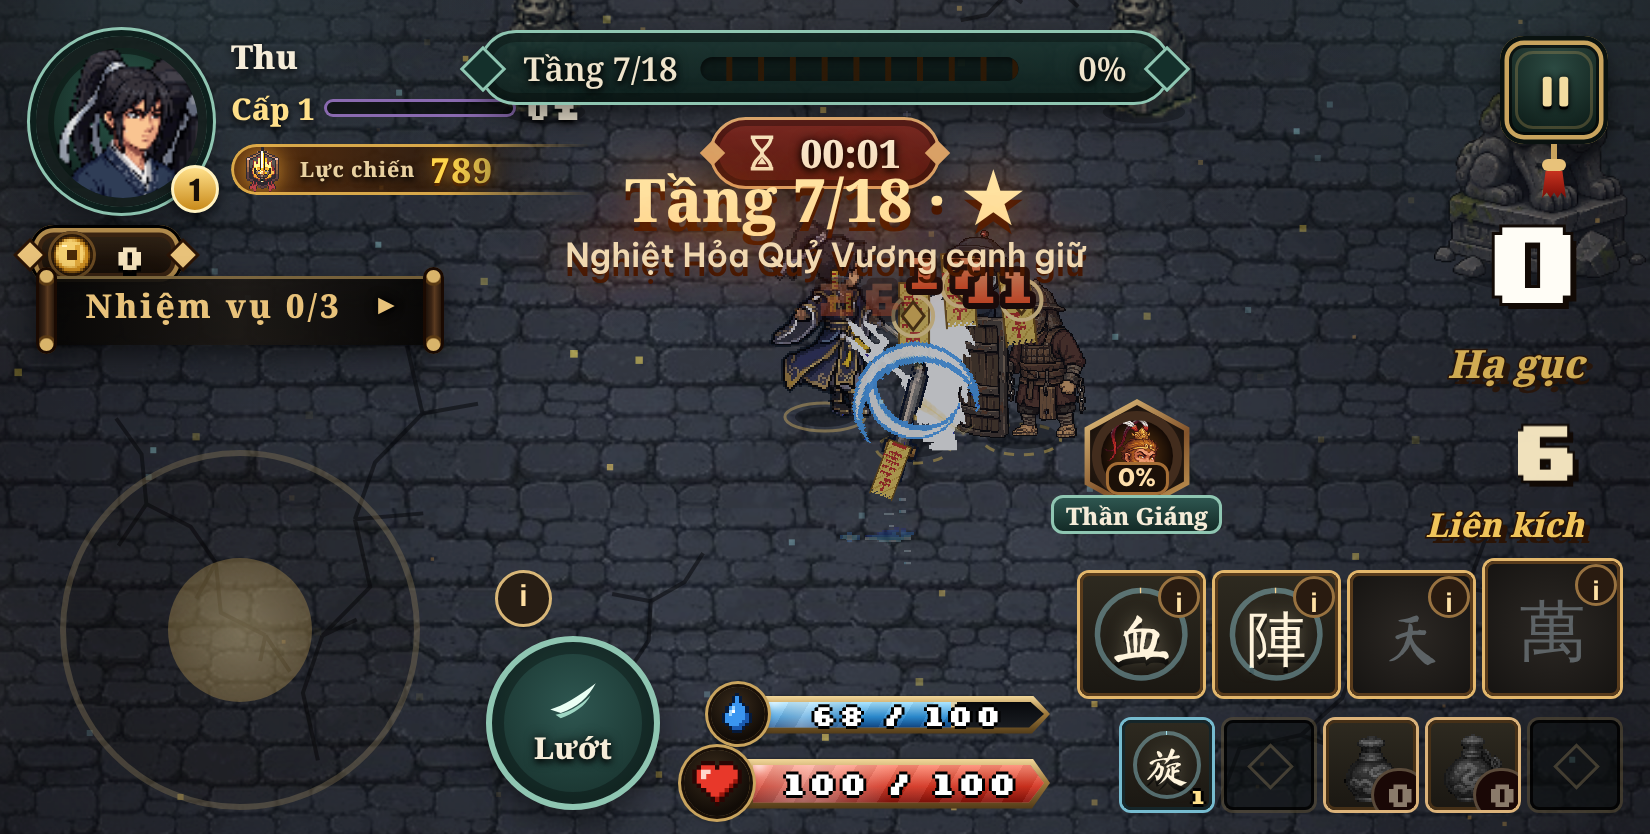 Thu
Tầng 7/18
0%
Cấp 1
00:01
Lực chiến 789
1
Tầng 7/18 · ★
Nghiệt Hỏa Quỷ Vương canh giữ
0
Nhiệm vụ 0/3
0
Hạ gục
6
Liên kích
0%
Thần Giáng
i
i
i
i
i
血
陣
天
萬
Lướt
68 / 100
100 / 100
旋
1
0
0